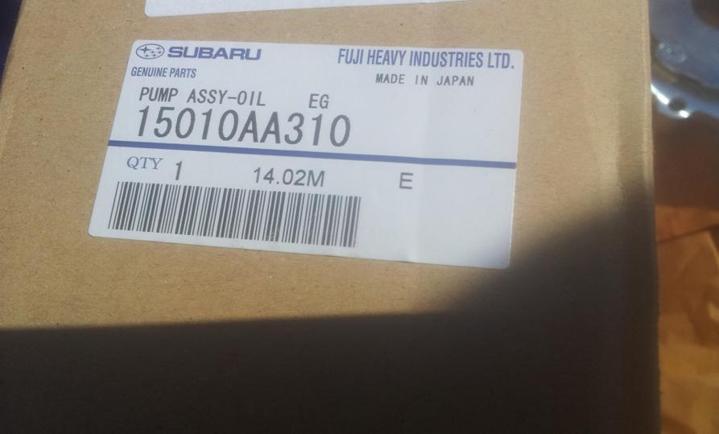 SUBARU FUJI HEAVY INDUSTRIES LTD.
GENUINE PARTS MADE IN JAPAN
PUMP ASSY-OIL EG
15010AA310
QTY 1 14.02M E